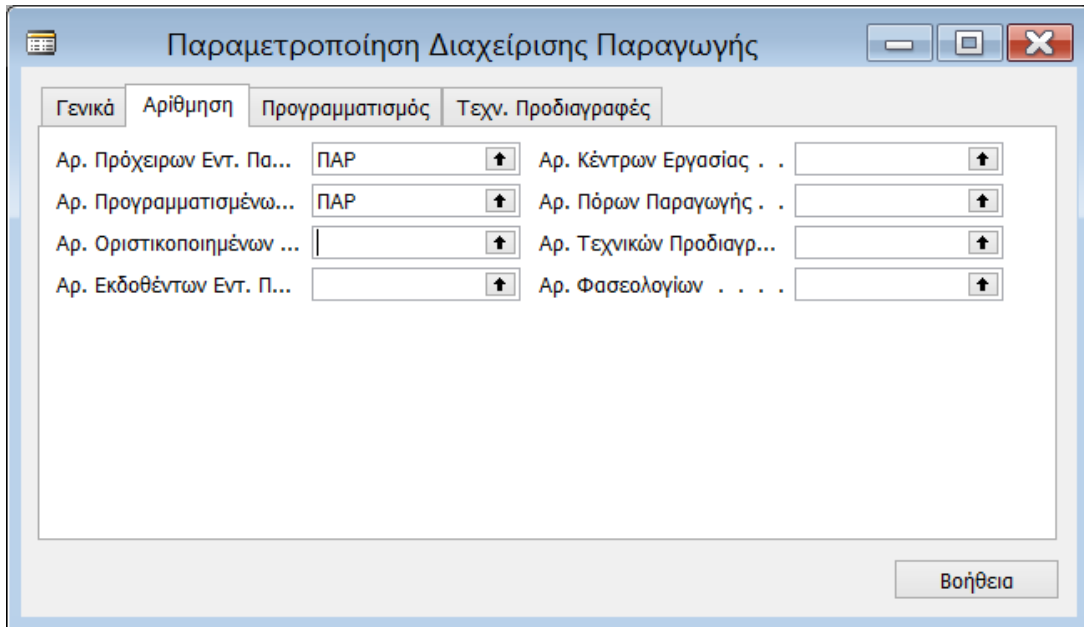 Παραμετροποίηση Διαχείρισης Παραγωγής
Γενικά Αρίθμηση Προγραμματισμός Τεχν. Προδιαγραφές
Αρ. Πρόχειρων Εντ. Πα... ΠΑΡ Αρ. Κέντρων Εργασίας . .
Αρ. Προγραμματισμένω... ΠΑΡ Αρ. Πόρων Παραγωγής . .
Αρ. Οριστικοποιημένων ... Αρ. Τεχνικών Προδιαγρ...
Αρ. Εκδοθέντων Εντ. Π... Αρ. Φασεολογίων . . . .
Βοήθεια